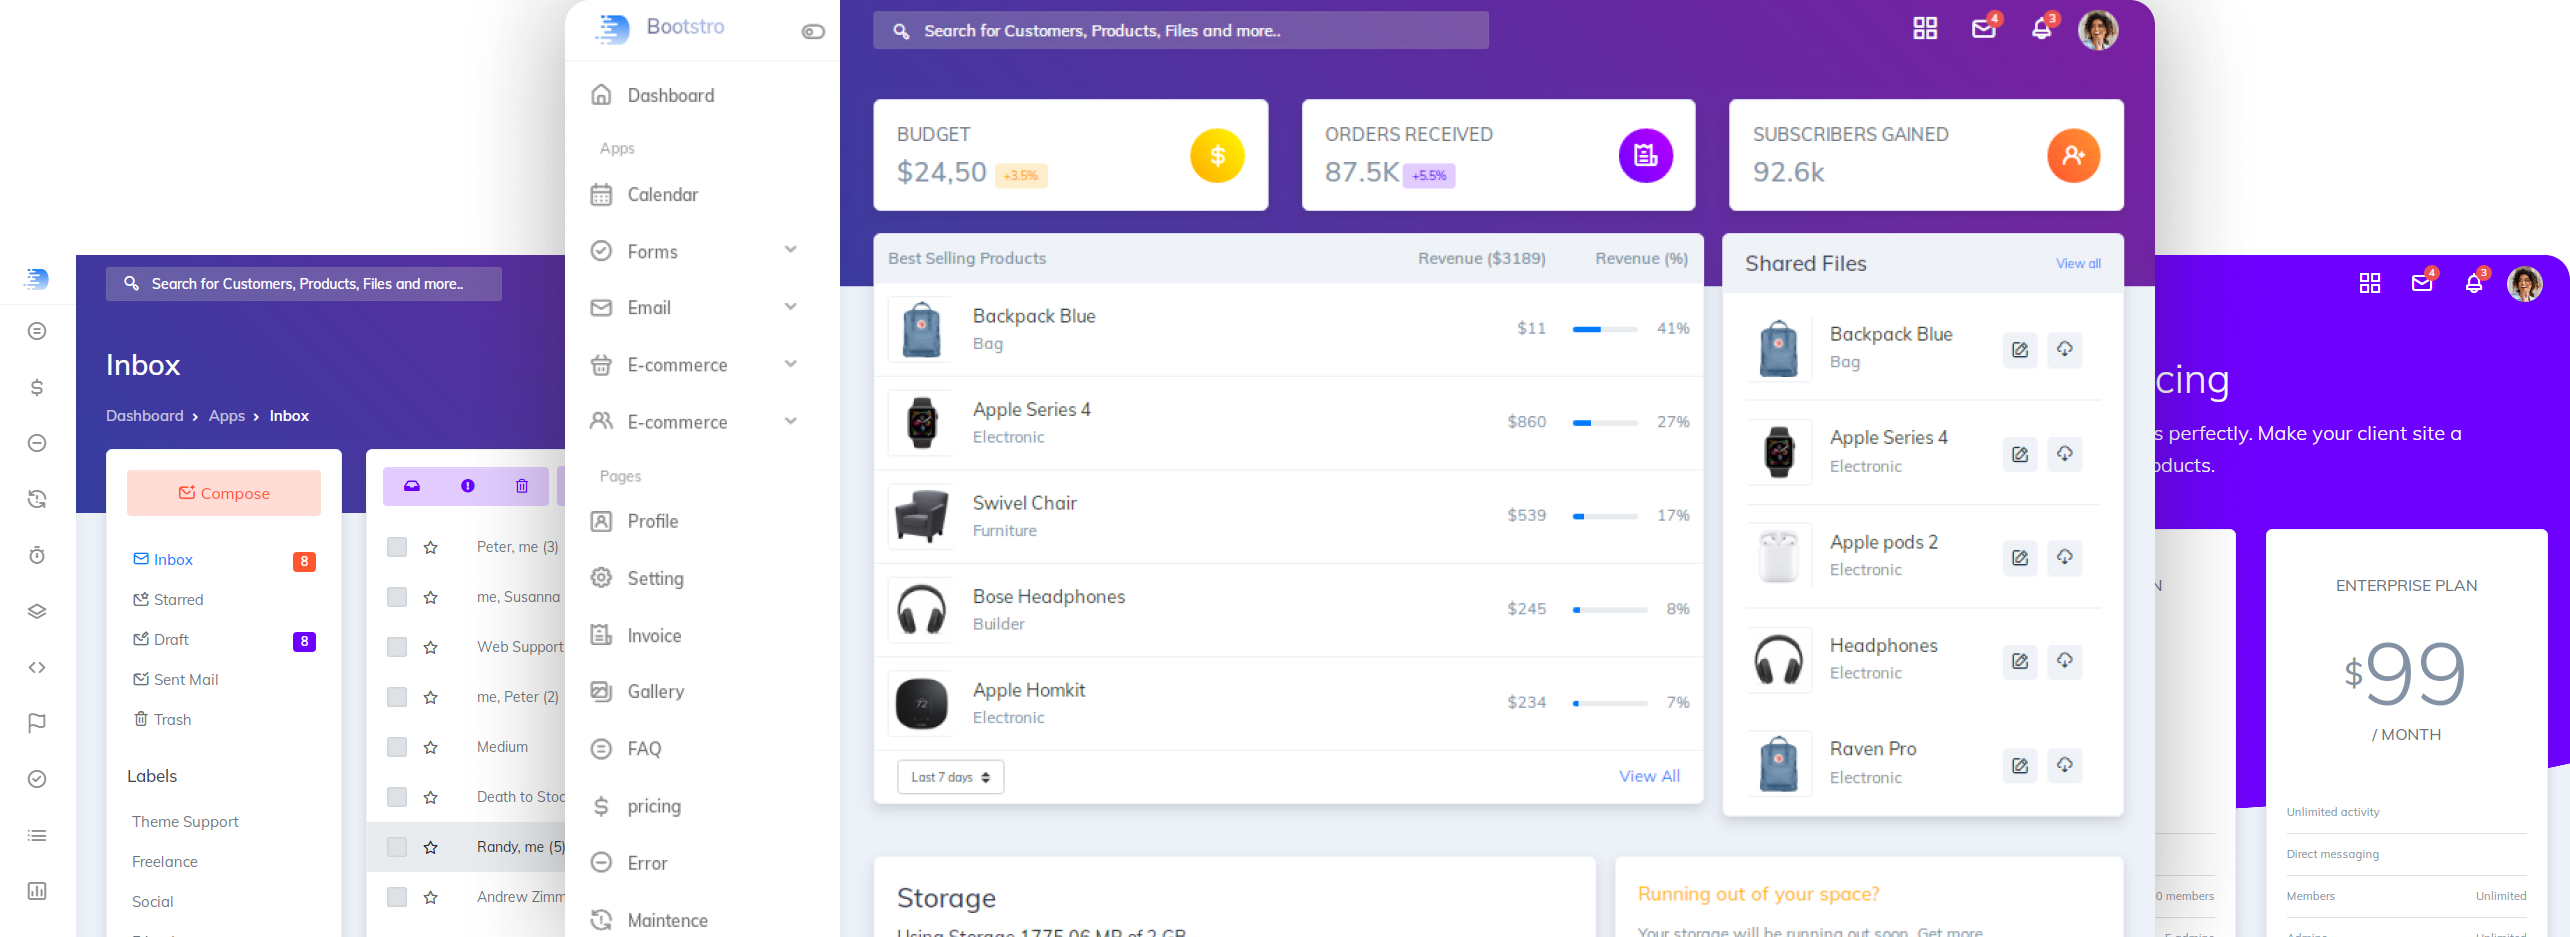 Bootstro
Dashboard
Apps
Calendar
Forms
Email
E-commerce
E-commerce
Pages
Profile
Setting
Invoice
Gallery
FAQ
pricing
Error
Maintence
Search for Customers, Products, Files and more..
4
3
BUDGET
$24,50 +3.5%
ORDERS RECEIVED
87.5K +5.5%
SUBSCRIBERS GAINED
92.6k
Best Selling Products Revenue ($3189) Revenue (%)
Backpack Blue
Bag
$11 41%
Apple Series 4
Electronic
$860 27%
Swivel Chair
Furniture
$539 17%
Bose Headphones
Builder
$245 8%
Apple Homkit
Electronic
$234 7%
72
Last 7 days
View All
Shared Files View all
Backpack Blue
Bag
Apple Series 4
Electronic
Apple pods 2
Electronic
Headphones
Electronic
Raven Pro
Electronic
Storage
Using Storage 1775.06 MB of 2 GB
Running out of your space?
Your storage will be running out soon. Get more
Search for Customers, Products, Files and more..
Inbox
Dashboard > Apps > Inbox
Compose
Inbox 8
Starred
Draft 8
Sent Mail
Trash
Labels
Theme Support
Freelance
Social
Peter, me (3)
me, Susanna
Web Support
me, Peter (2)
Medium
Death to Stoc
Randy, me (5)
Andrew Zimm
4
3
cing
s perfectly. Make your client site a
oducts.
N
0 members
5 admins
ENTERPRISE PLAN
$99
/ MONTH
Unlimited activity
Direct messaging
Members Unlimited
Admins Unlimited